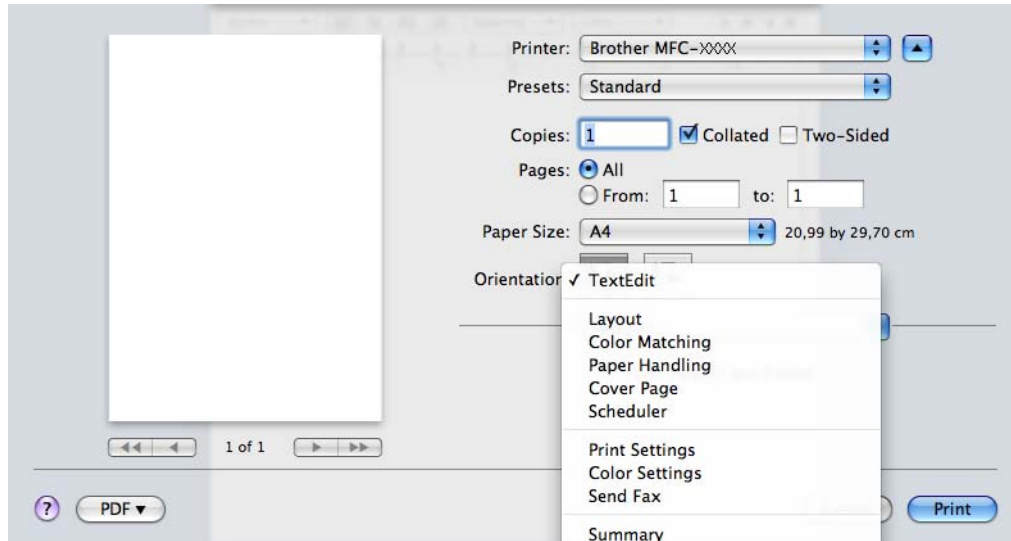 Printer: Brother MFC-XXXX
Presets: Standard
Copies: 1 Collated Two-Sided
Pages: All
From: 1 to: 1
Paper Size: A4 20,99 by 29,70 cm
Orientation
✓ TextEdit
Layout
Color Matching
Paper Handling
Cover Page
Scheduler
Print Settings
Color Settings
Send Fax
Summary
1 of 1
? PDF ▼ Print